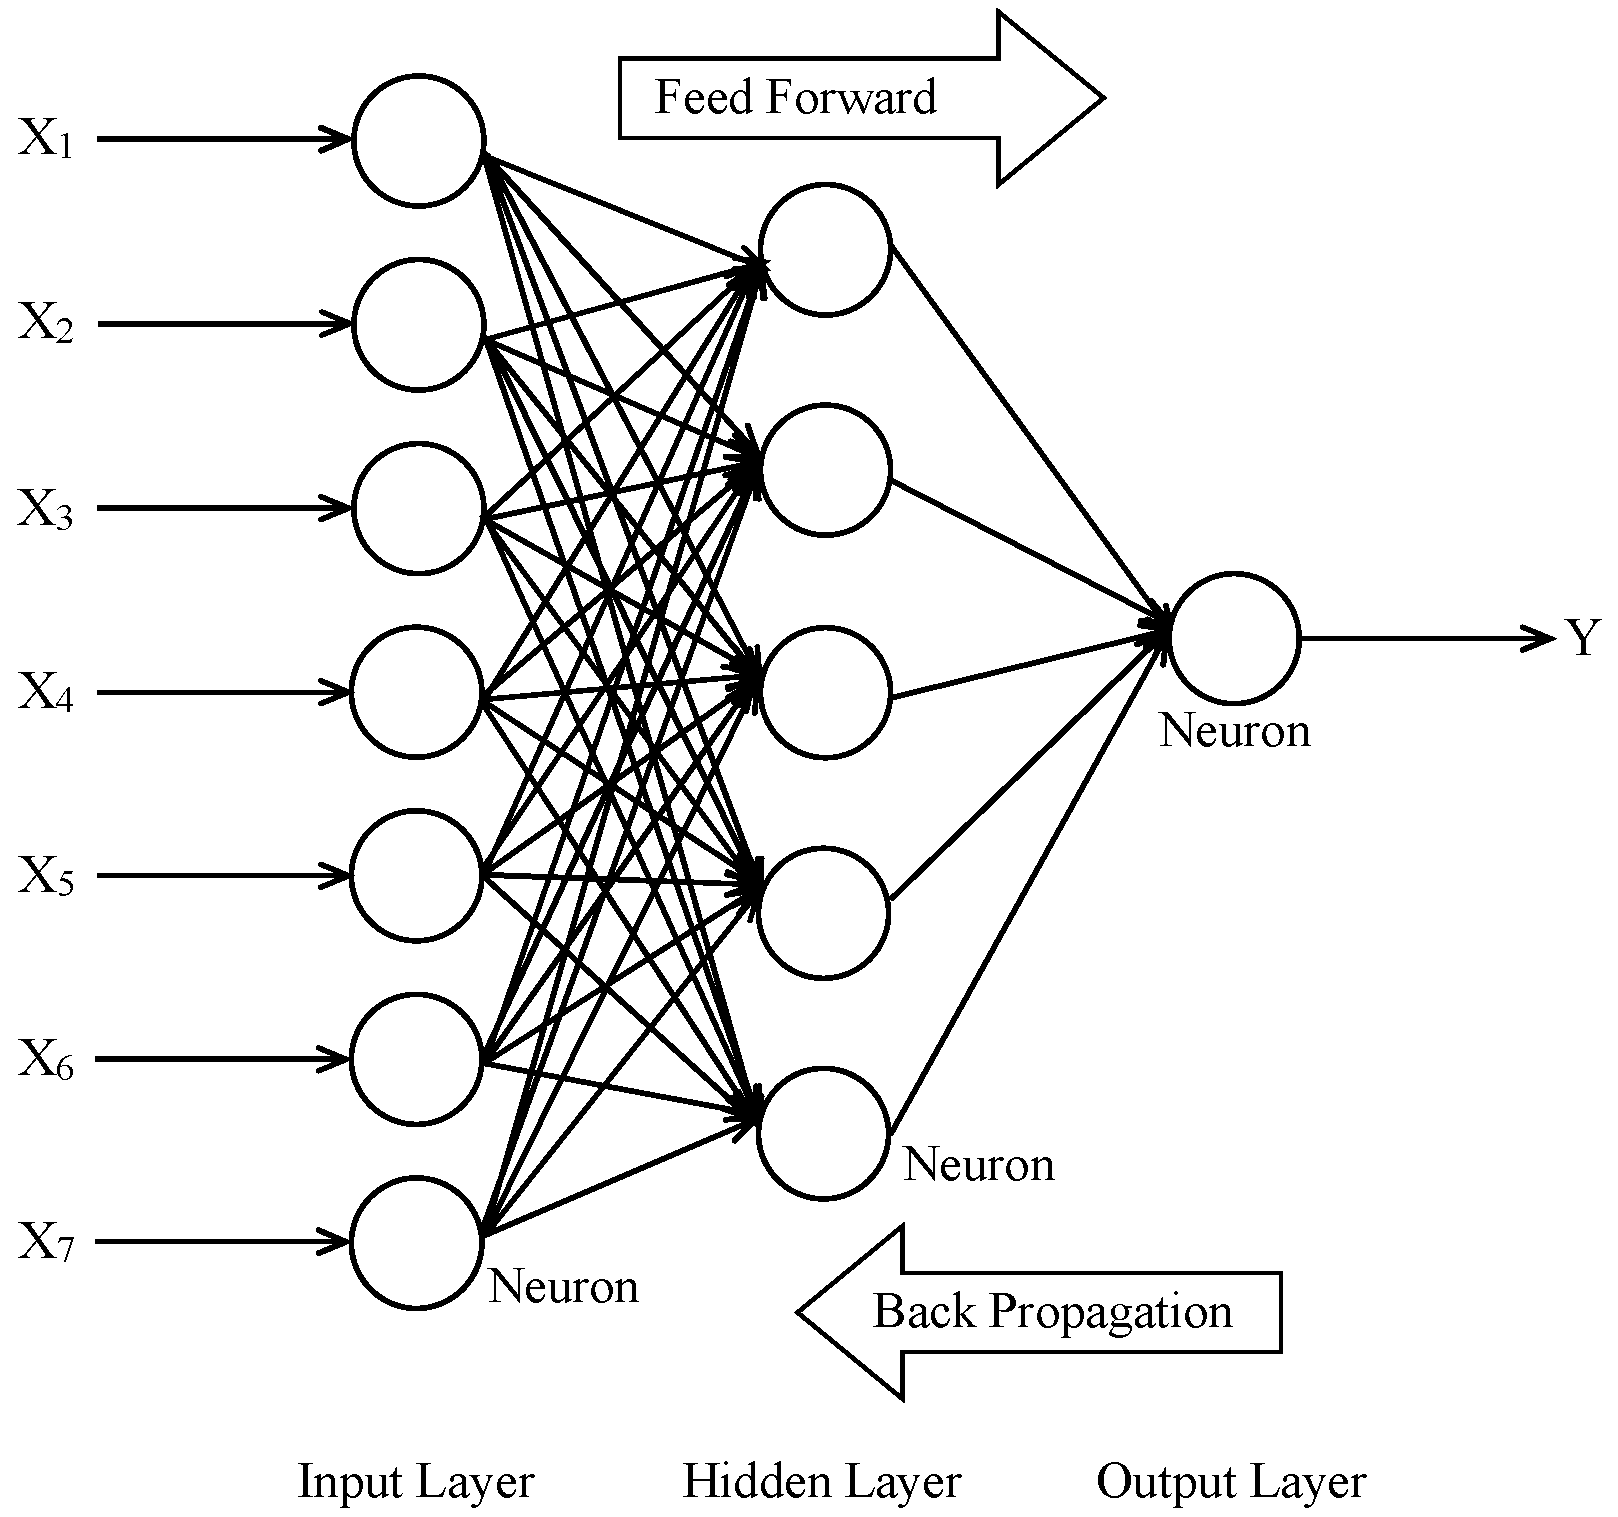 Feed Forward
X1
X2
X3
X4
X5
X6
X7
Y
Neuron
Neuron
Neuron
Back Propagation
Input Layer
Hidden Layer
Output Layer